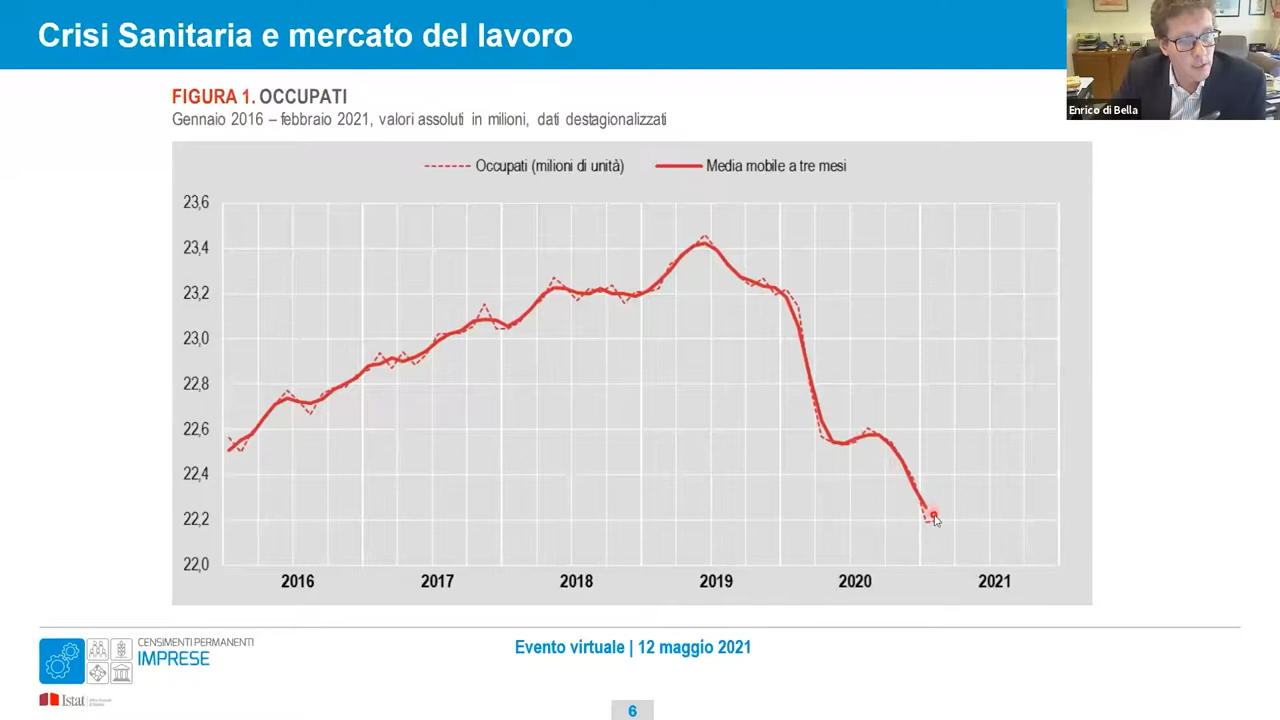 Crisi Sanitaria e mercato del lavoro
Enrico di Bella
FIGURA 1. OCCUPATI
Gennaio 2016 – febbraio 2021, valori assoluti in milioni, dati destagionalizzati
Occupati (milioni di unità) Media mobile a tre mesi
23,6
23,4
23,2
23,0
22,8
22,6
22,4
22,2
22,0
2016 2017 2018 2019 2020 2021
CENSIMENTI PERMANENTI
IMPRESE
Evento virtuale | 12 maggio 2021
Istat
6